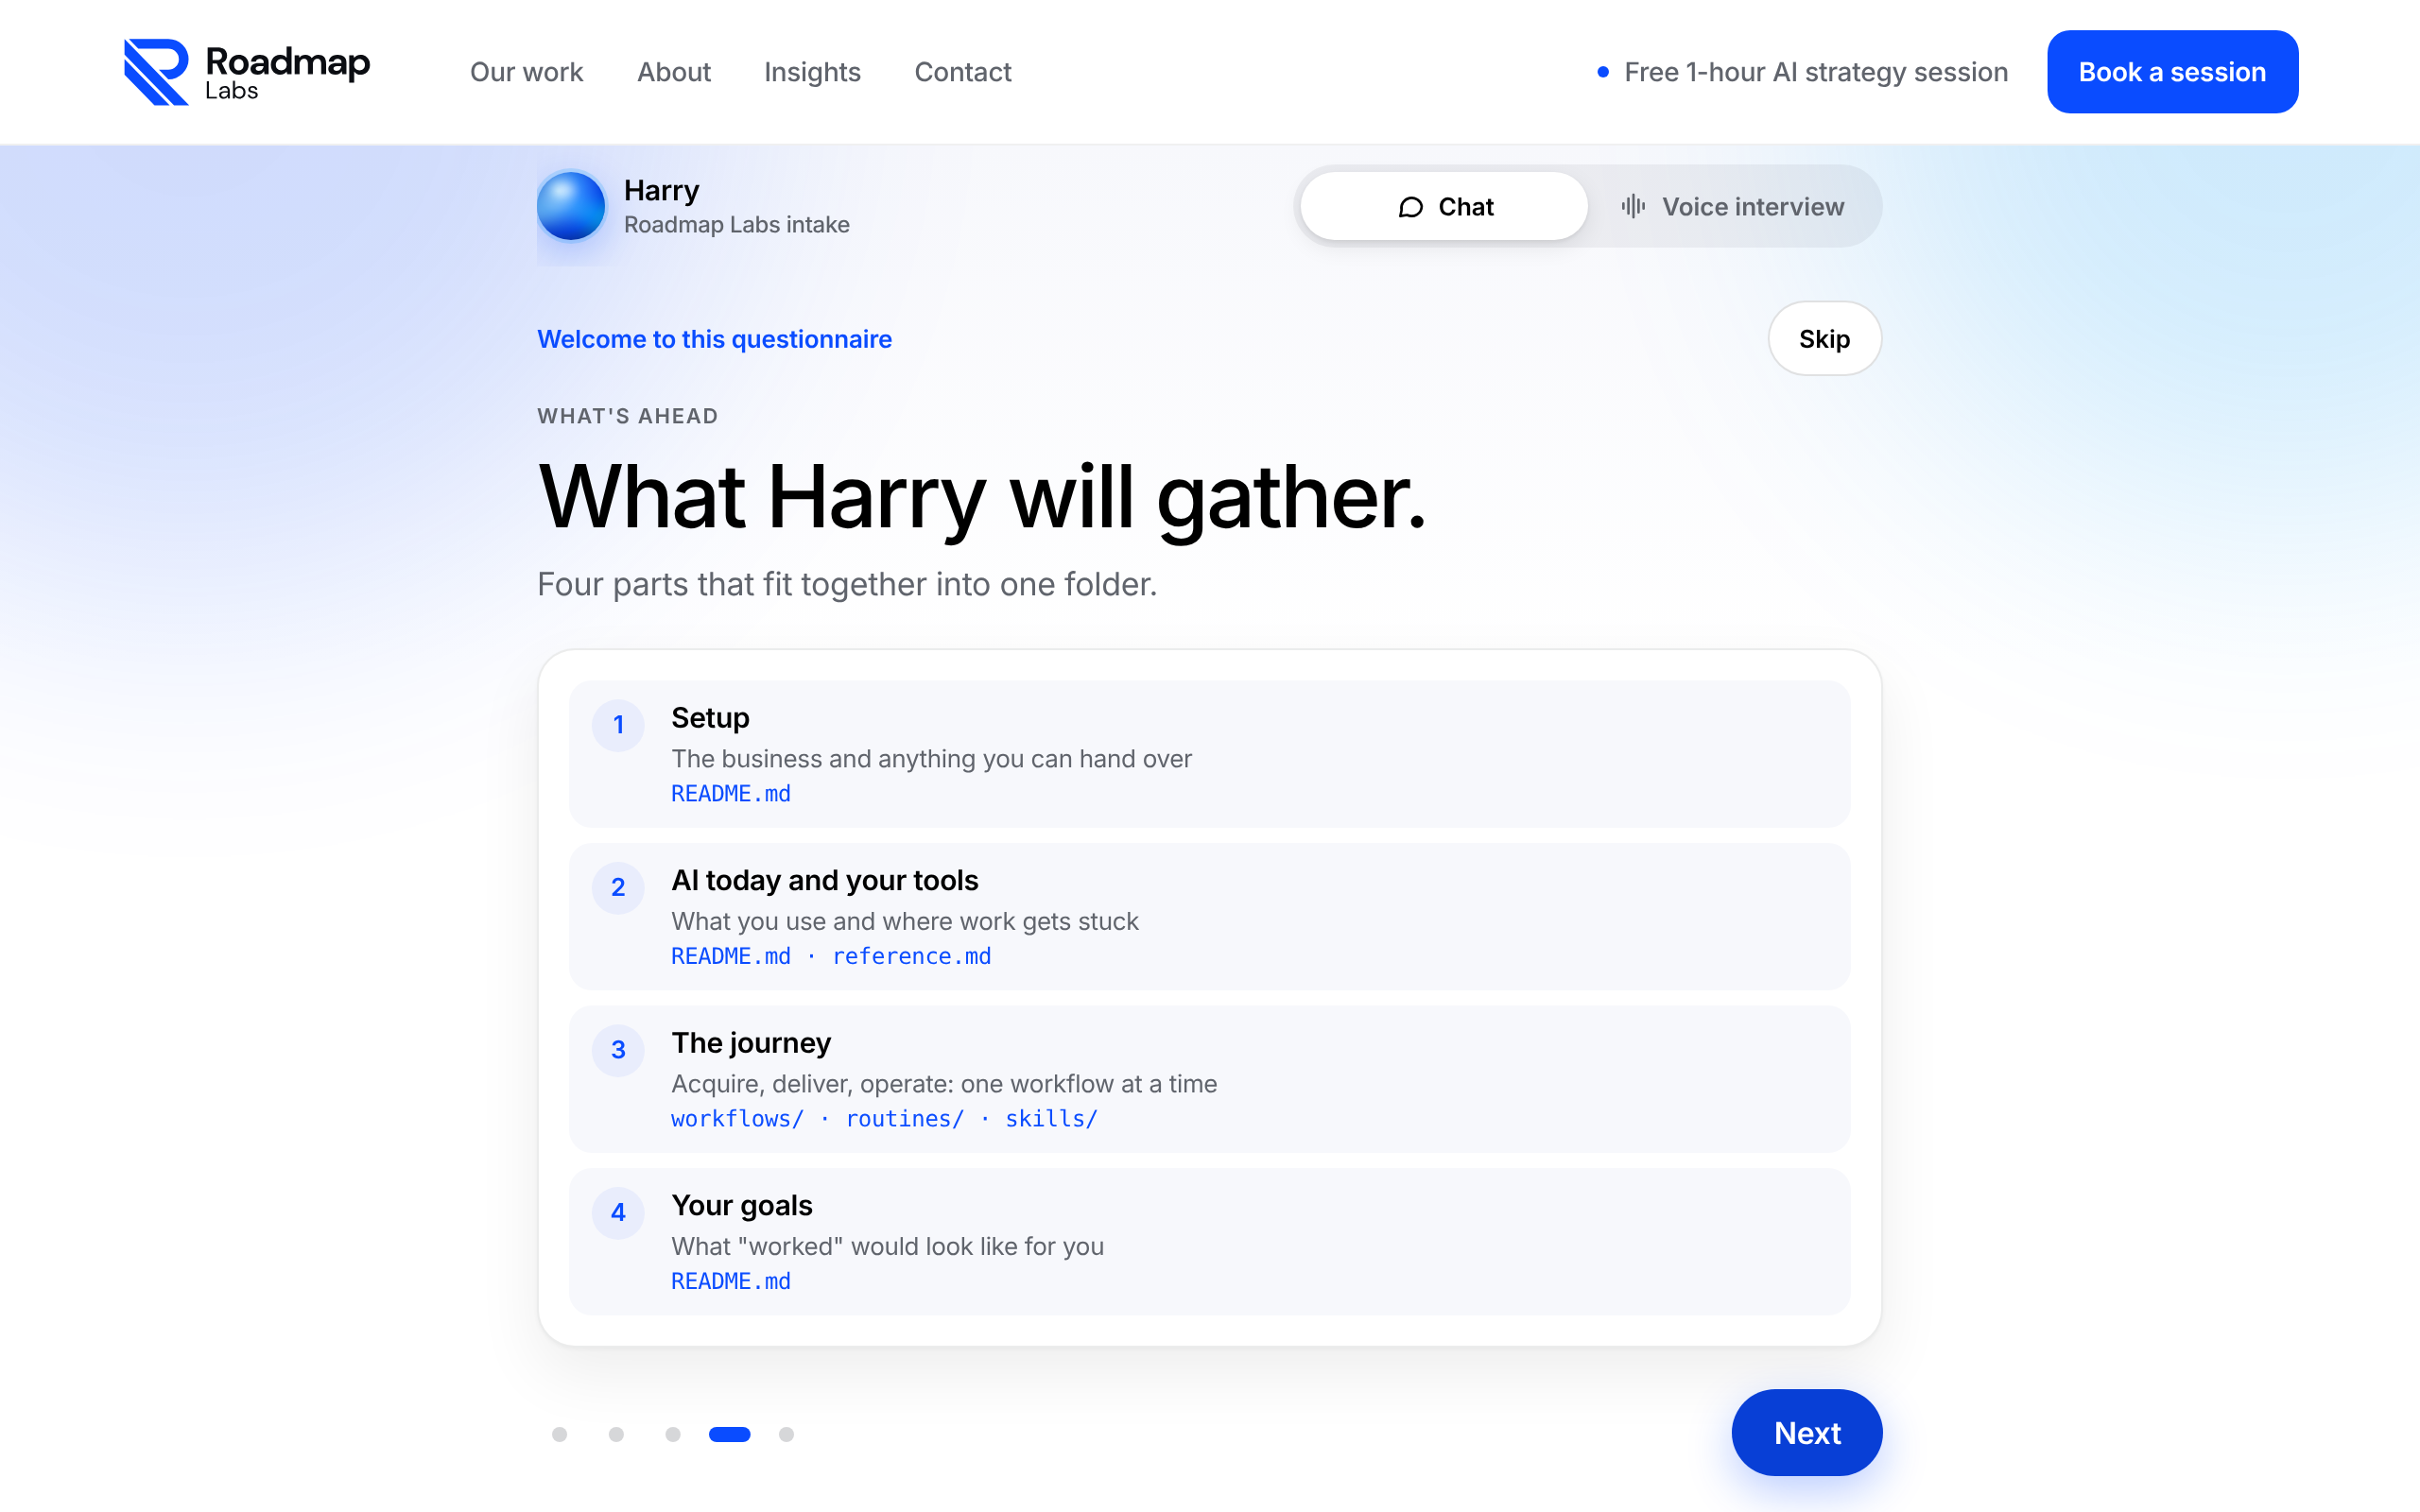 Roadmap
Labs
Our work
About
Insights
Contact
Free 1-hour AI strategy session
Book a session
Harry
Roadmap Labs intake
Chat
Voice interview
Welcome to this questionnaire
Skip
WHAT'S AHEAD
What Harry will gather.
Four parts that fit together into one folder.
1
Setup
The business and anything you can hand over
README.md
2
AI today and your tools
What you use and where work gets stuck
README.md · reference.md
3
The journey
Acquire, deliver, operate: one workflow at a time
workflows/ · routines/ · skills/
4
Your goals
What "worked" would look like for you
README.md
Next